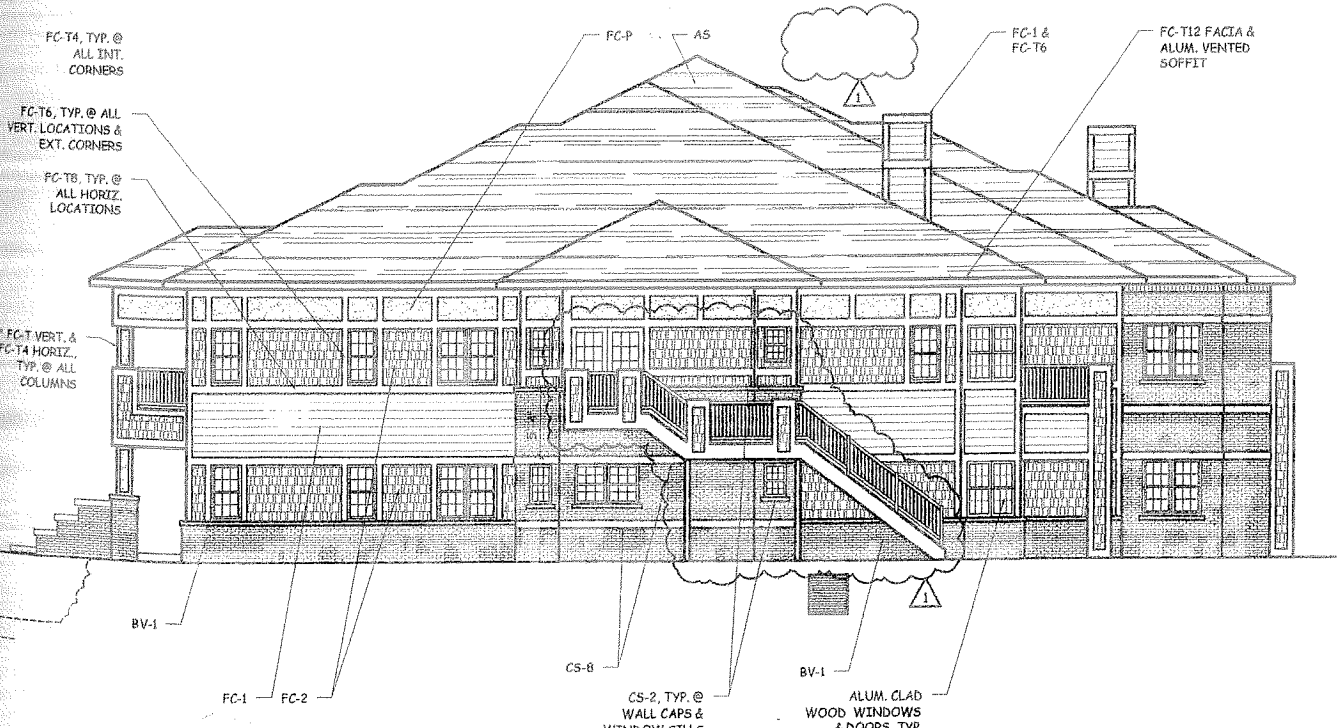 FC-T4, TYP. @
ALL INT.
CORNERS
FC-P
AS
FC-1 &
FC-T6
FC-T12 FACIA &
ALUM. VENTED
SOFFIT
1
FC-T6, TYP. @ ALL
VERT. LOCATIONS &
EXT. CORNERS
FC-T8, TYP. @
ALL HORIZ.
LOCATIONS
FC-T VERT. &
FC-T4 HORIZ.,
TYP. @ ALL
COLUMNS
1
BV-1
FC-1
FC-2
CS-8
CS-2, TYP. @
WALL CAPS &
WINDOW SILLS
BV-1
ALUM. CLAD
WOOD WINDOWS
& DOORS, TYP.